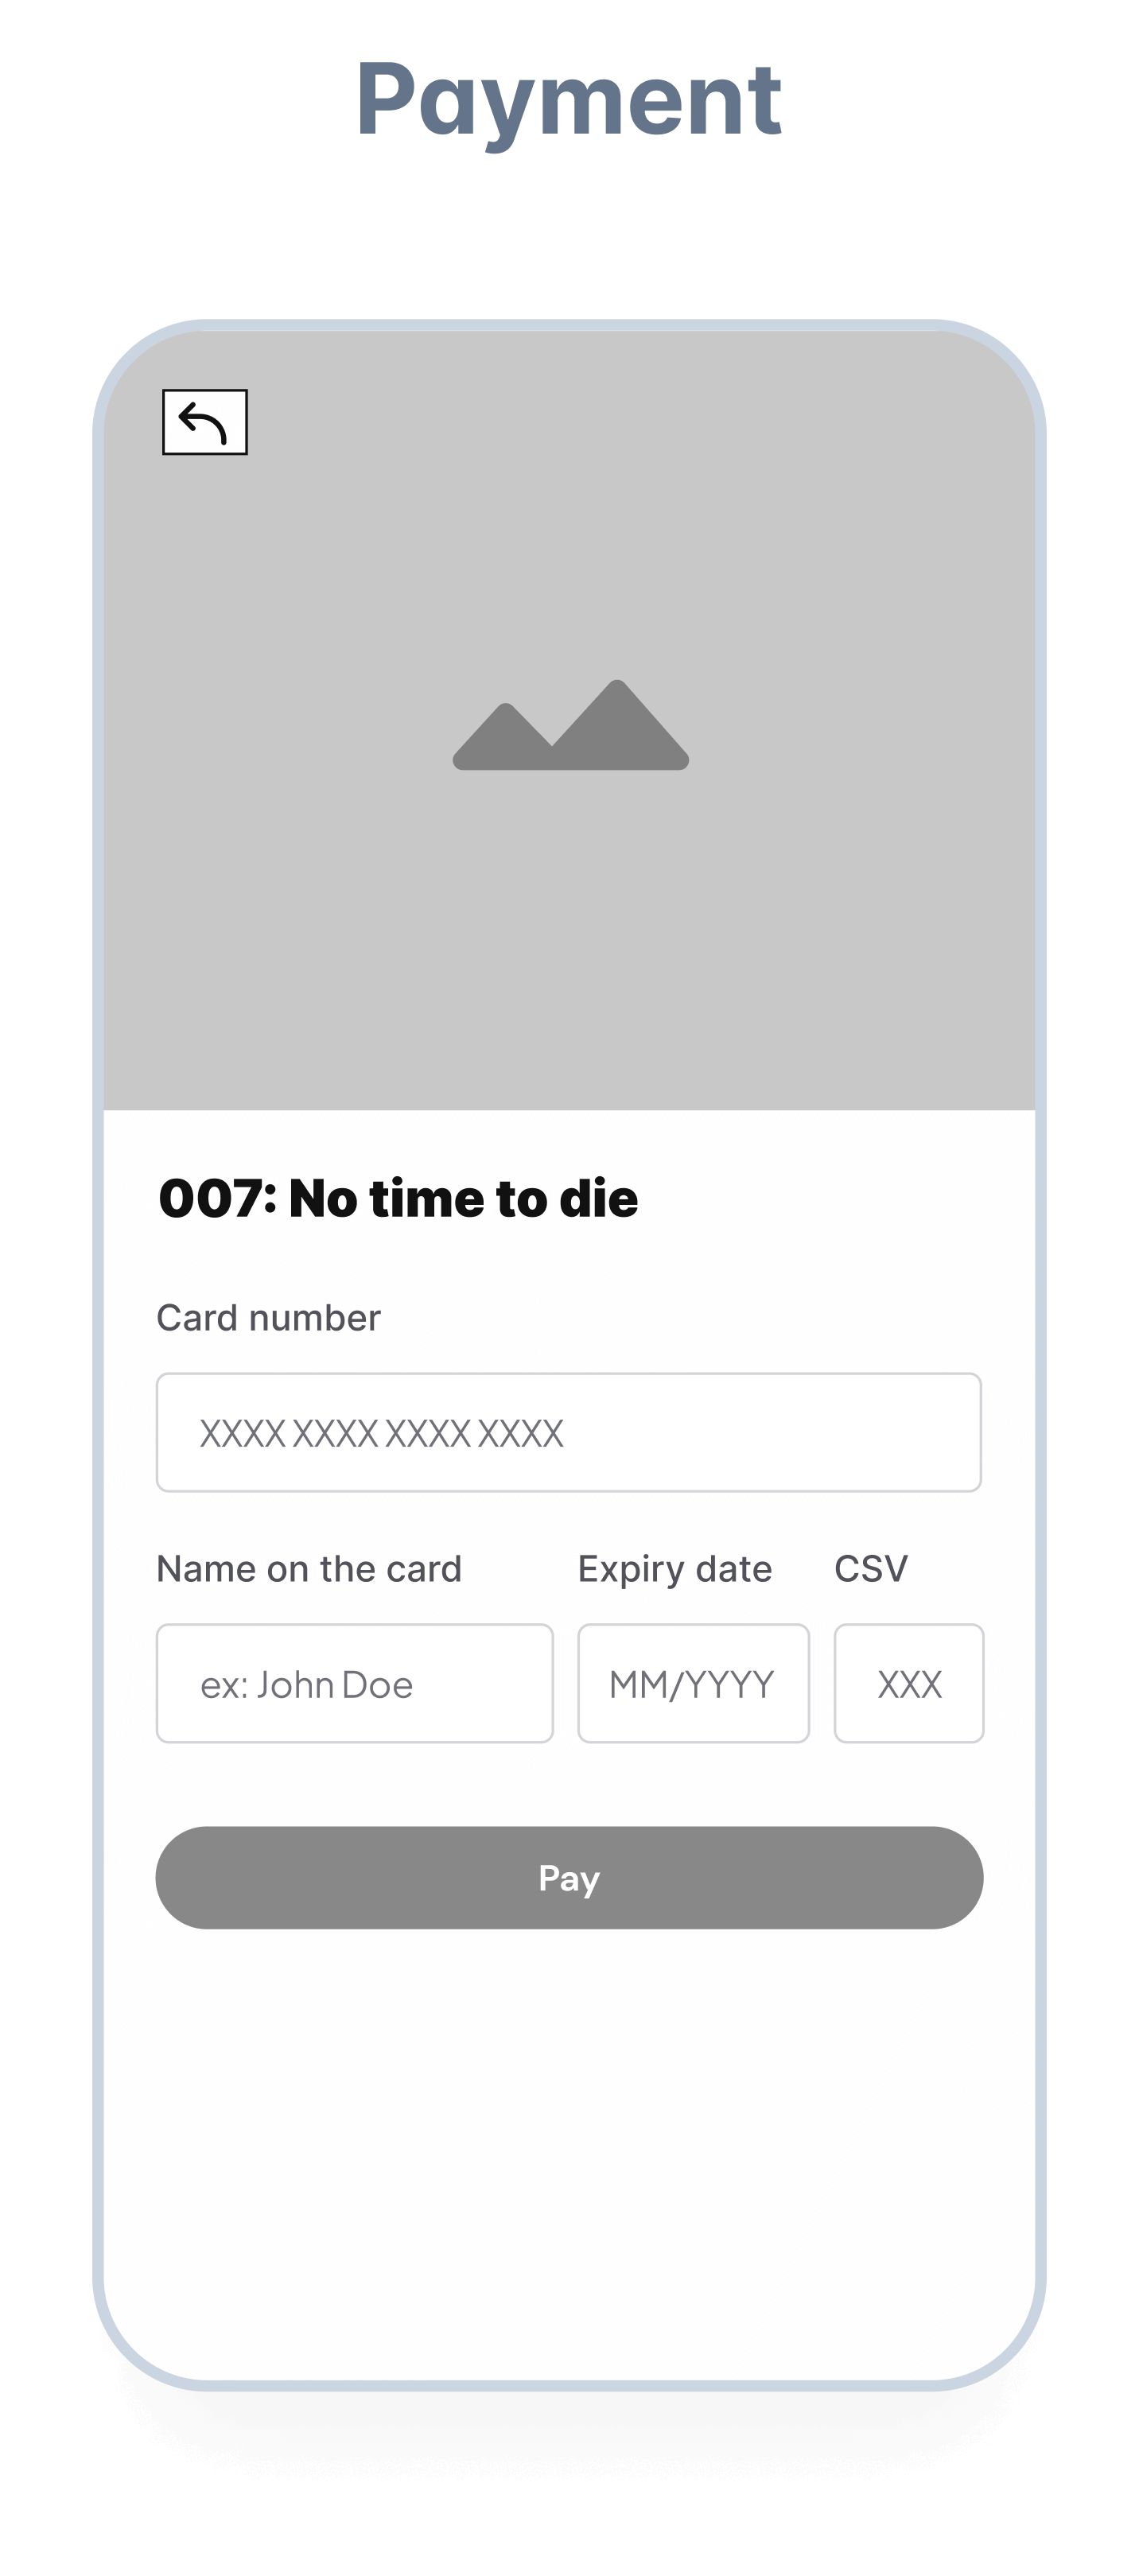 Payment
007: No time to die
Card number
XXXX XXXX XXXX XXXX
Name on the card Expiry date CSV
ex: John Doe MM/YYYY XXX
Pay